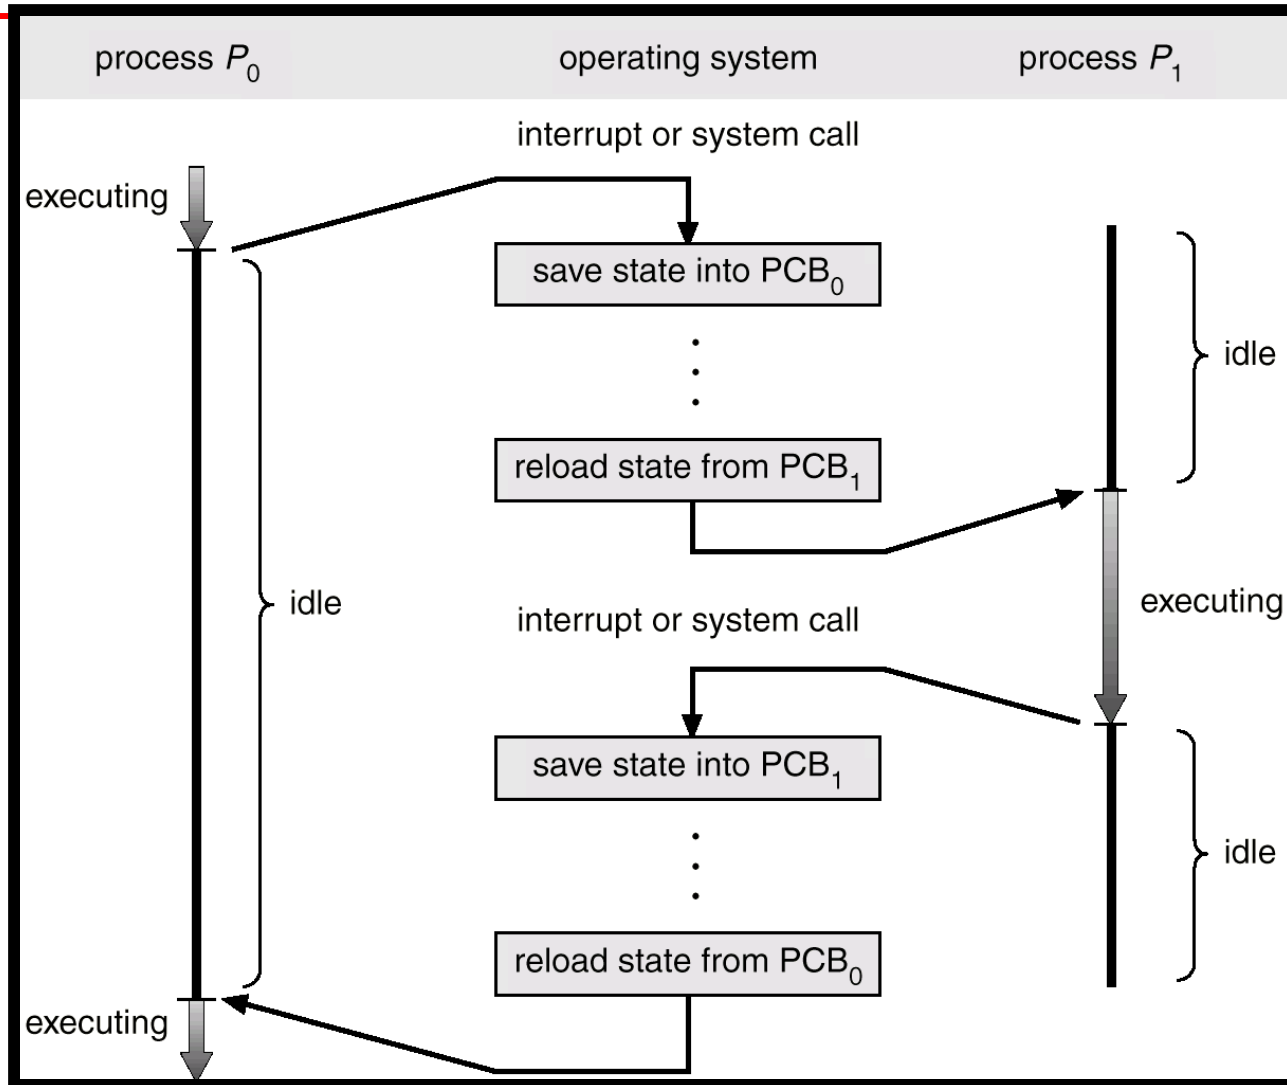 process P₀ operating system process P₁
interrupt or system call
executing
save state into PCB₀
idle
reload state from PCB₁
idle
interrupt or system call
executing
save state into PCB₁
idle
reload state from PCB₀
executing